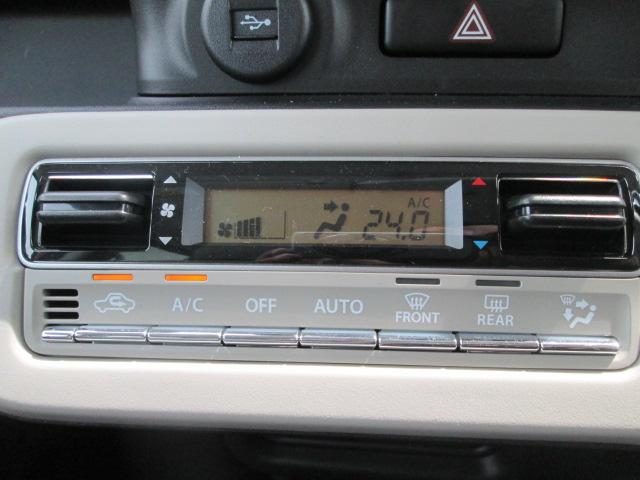 A/C
24.0
A/C OFF AUTO FRONT REAR